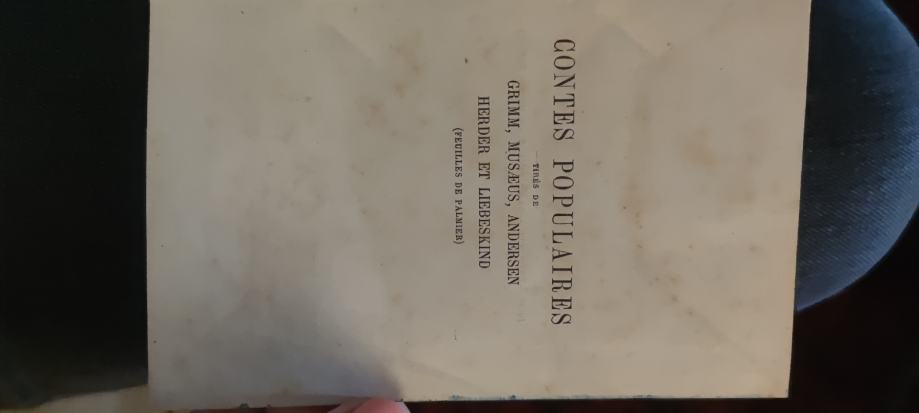 CONTES POPULAIRES
TIRÉS DE
GRIMM, MUSÆUS, ANDERSEN
HERDER ET LIEBESKIND
(FEUILLES DE PALMIER)